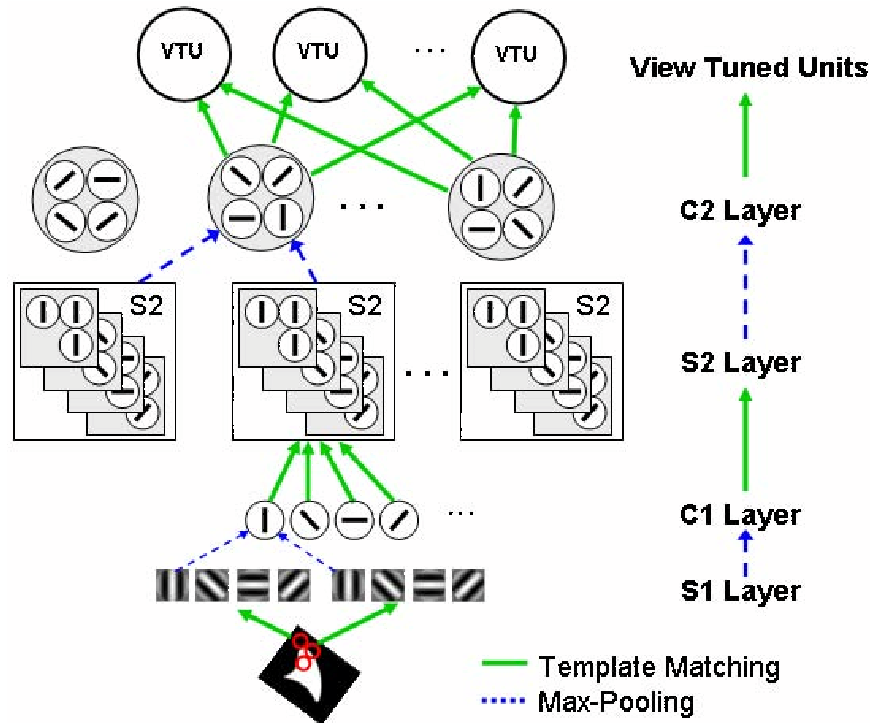 VTU VTU ... VTU
View Tuned Units
...
C2 Layer
S2 S2 S2
...
S2 Layer
C1 Layer
...
S1 Layer
Template Matching
Max-Pooling